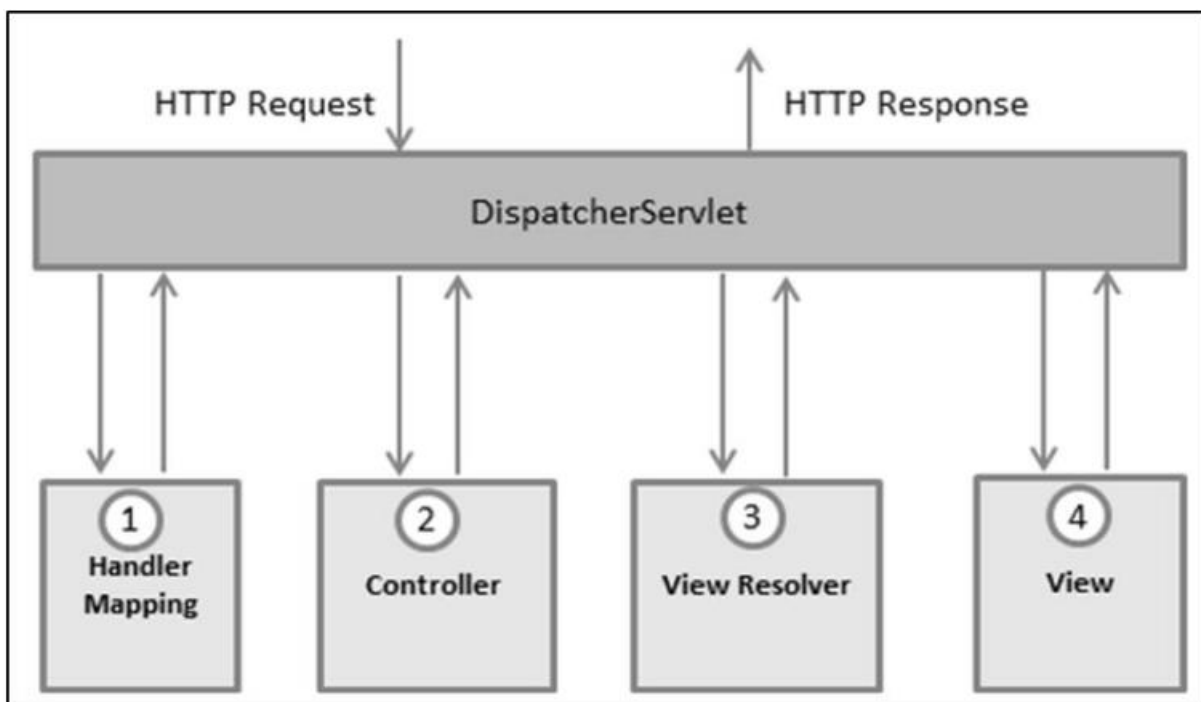 HTTP Request
HTTP Response
DispatcherServlet
1
Handler
Mapping
2
Controller
3
View Resolver
4
View